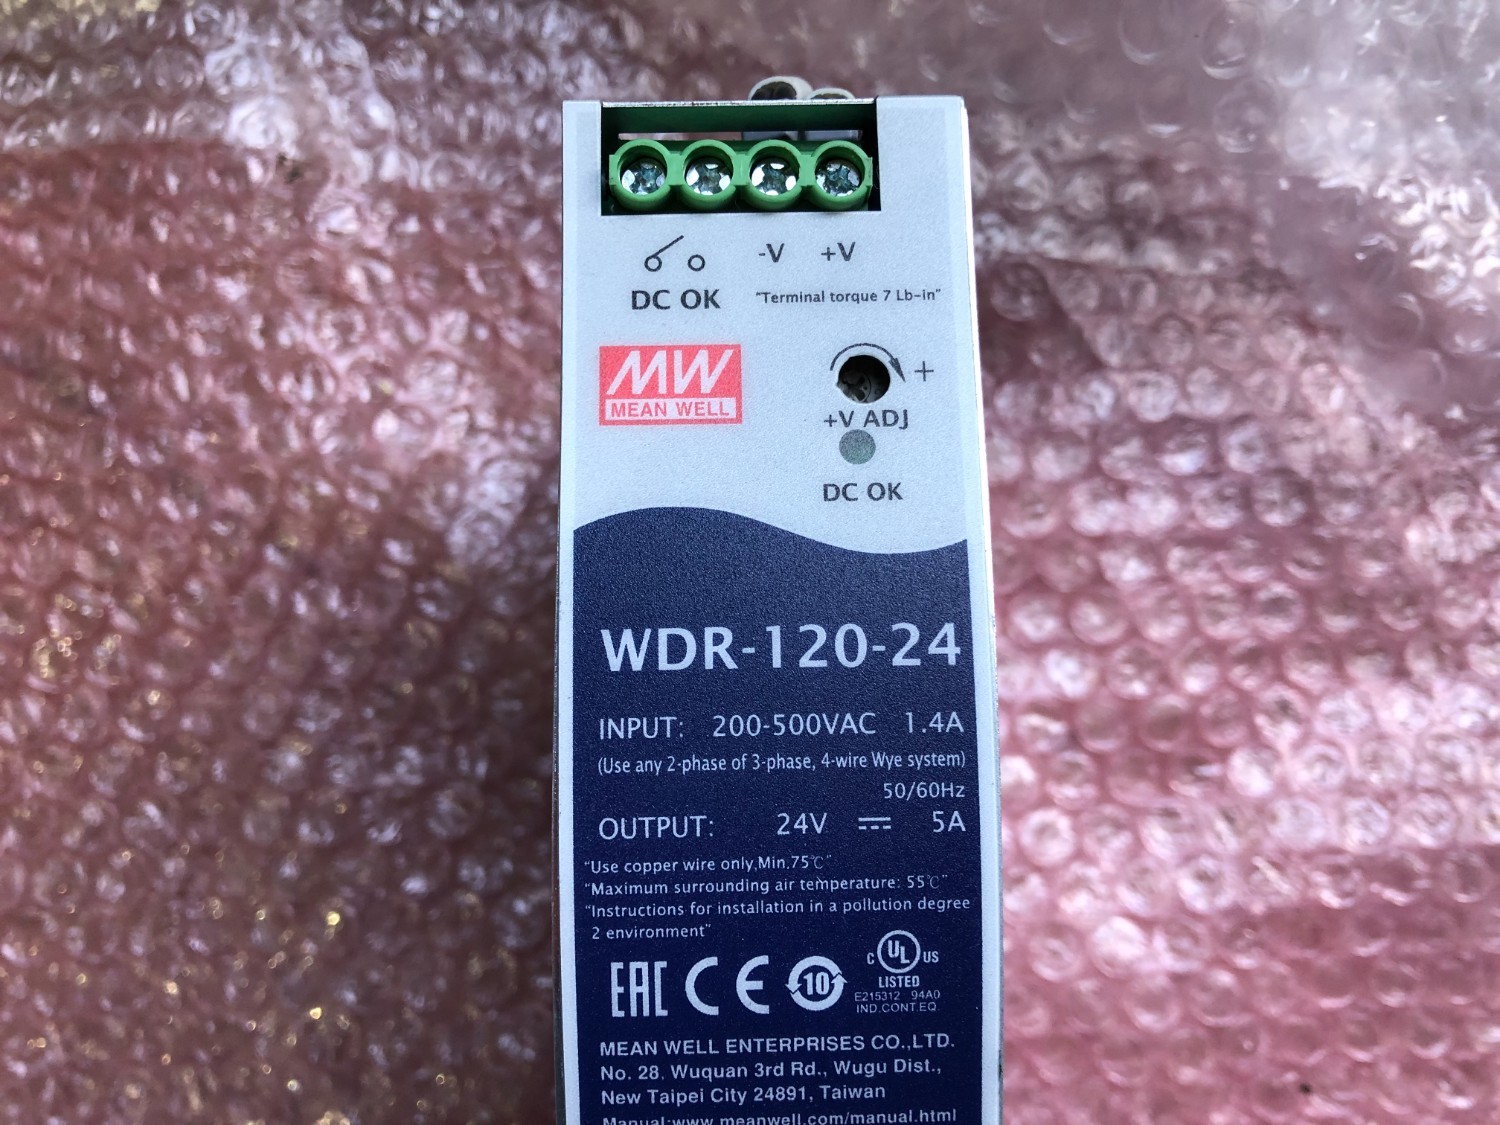 -V +V
DC OK "Terminal torque 7 Lb-in"
MW
MEAN WELL
+
+V ADJ
DC OK
WDR-120-24
INPUT: 200-500VAC 1.4A
(Use any 2-phase of 3-phase, 4-wire Wye system)
50/60Hz
OUTPUT: 24V 5A
"Use copper wire only,Min.75℃"
"Maximum surrounding air temperature: 55℃"
"Instructions for installation in a pollution degree
2 environment"
EAC CE 10 C UL US
LISTED
E215312 94A0
IND.CONT.EQ.
MEAN WELL ENTERPRISES CO.,LTD.
No. 28, Wuquan 3rd Rd., Wugu Dist.,
New Taipei City 24891, Taiwan
Manual:www.meanwell.com/manual.html